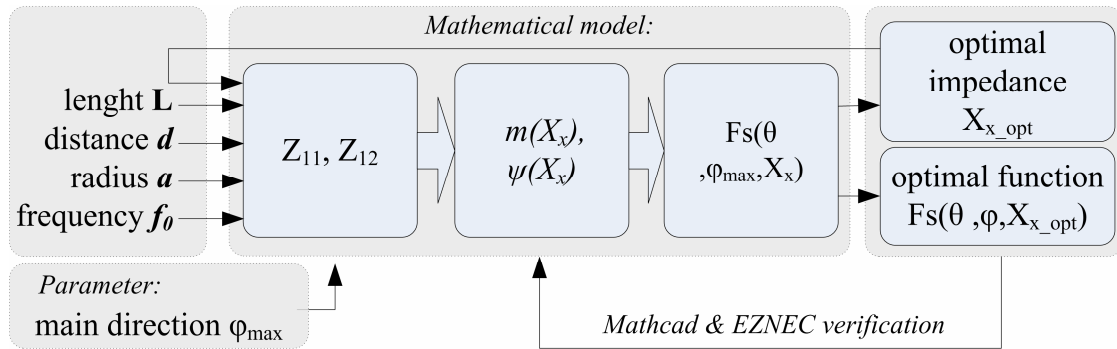 Mathematical model:
lenght L
distance d
radius a
frequency f₀
Z₁₁, Z₁₂
m(Xₓ),
ψ(Xₓ)
Fs(θ
,φₘₐₓ,Xₓ)
optimal
impedance
Xₓ_ₒₚₜ
optimal function
Fs(θ ,φ,Xₓ_ₒₚₜ)
Parameter:
main direction φₘₐₓ
Mathcad & EZNEC verification